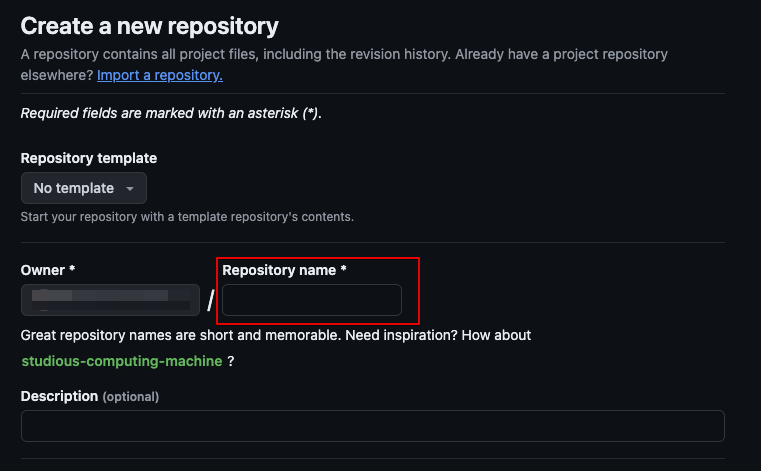 Create a new repository
A repository contains all project files, including the revision history. Already have a project repository
elsewhere? Import a repository.
Required fields are marked with an asterisk (*).
Repository template
No template
Start your repository with a template repository's contents.
Owner * Repository name *
/
Great repository names are short and memorable. Need inspiration? How about
studious-computing-machine ?
Description (optional)